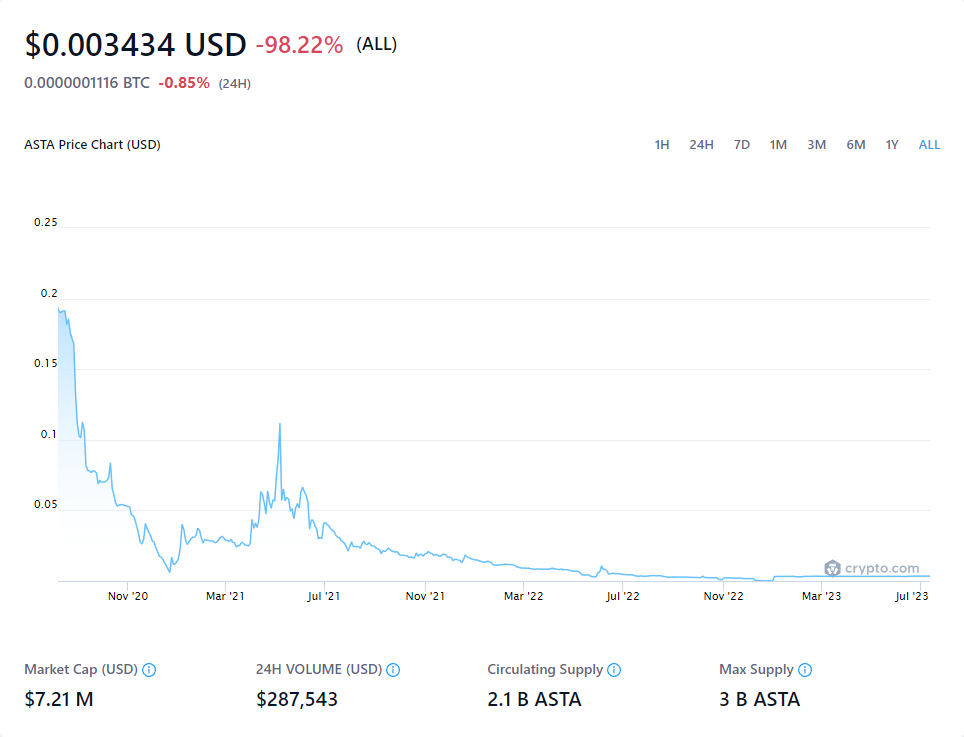 $0.003434 USD -98.22% (ALL)
0.0000001116 BTC -0.85% (24H)
ASTA Price Chart (USD) 1H 24H 7D 1M 3M 6M 1Y ALL
0.25
0.2
0.15
0.1
0.05
crypto.com
Nov '20 Mar '21 Jul '21 Nov '21 Mar '22 Jul '22 Nov '22 Mar '23 Jul '23
Market Cap (USD) 24H VOLUME (USD) Circulating Supply Max Supply
$7.21 M $287,543 2.1 B ASTA 3 B ASTA